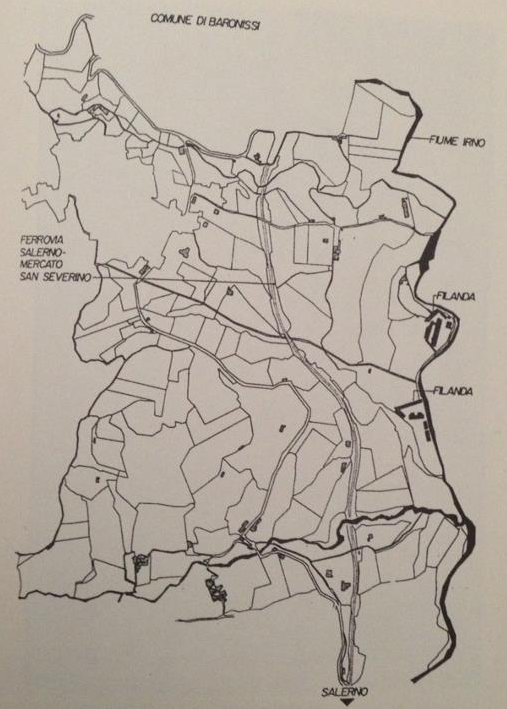 COMUNE DI BARONISSI
FIUME IRNO
FERROVIA
SALERNO-
MERCATO
SAN SEVERINO
FILANDA
FILANDA
SALERNO